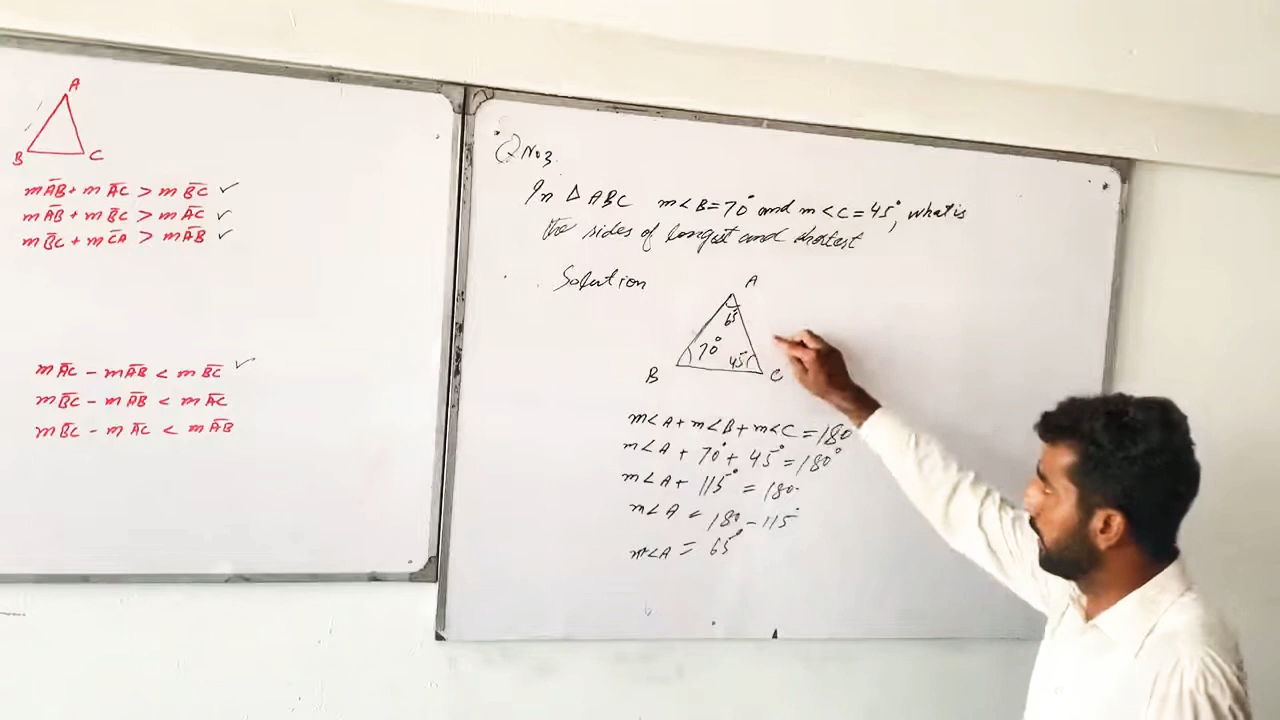 A
B
C
mAB + mAC > mBC ✓
mAB + mBC > mAC ✓
mBC + mCA > mAB ✓
mAC - mAB < mBC ✓
mBC - mAB < mAC
mBC - mAC < mAB
Q No3.
In △ ABC m∠B=70° and m∠C=45°, what is
the sides of longest and shortest
Solution
A
65°
70°
45°
B
C
m∠A + m∠B + m∠C = 180
m∠A + 70° + 45° = 180°
m∠A + 115° = 180
m∠A = 180 - 115°
m∠A = 65°